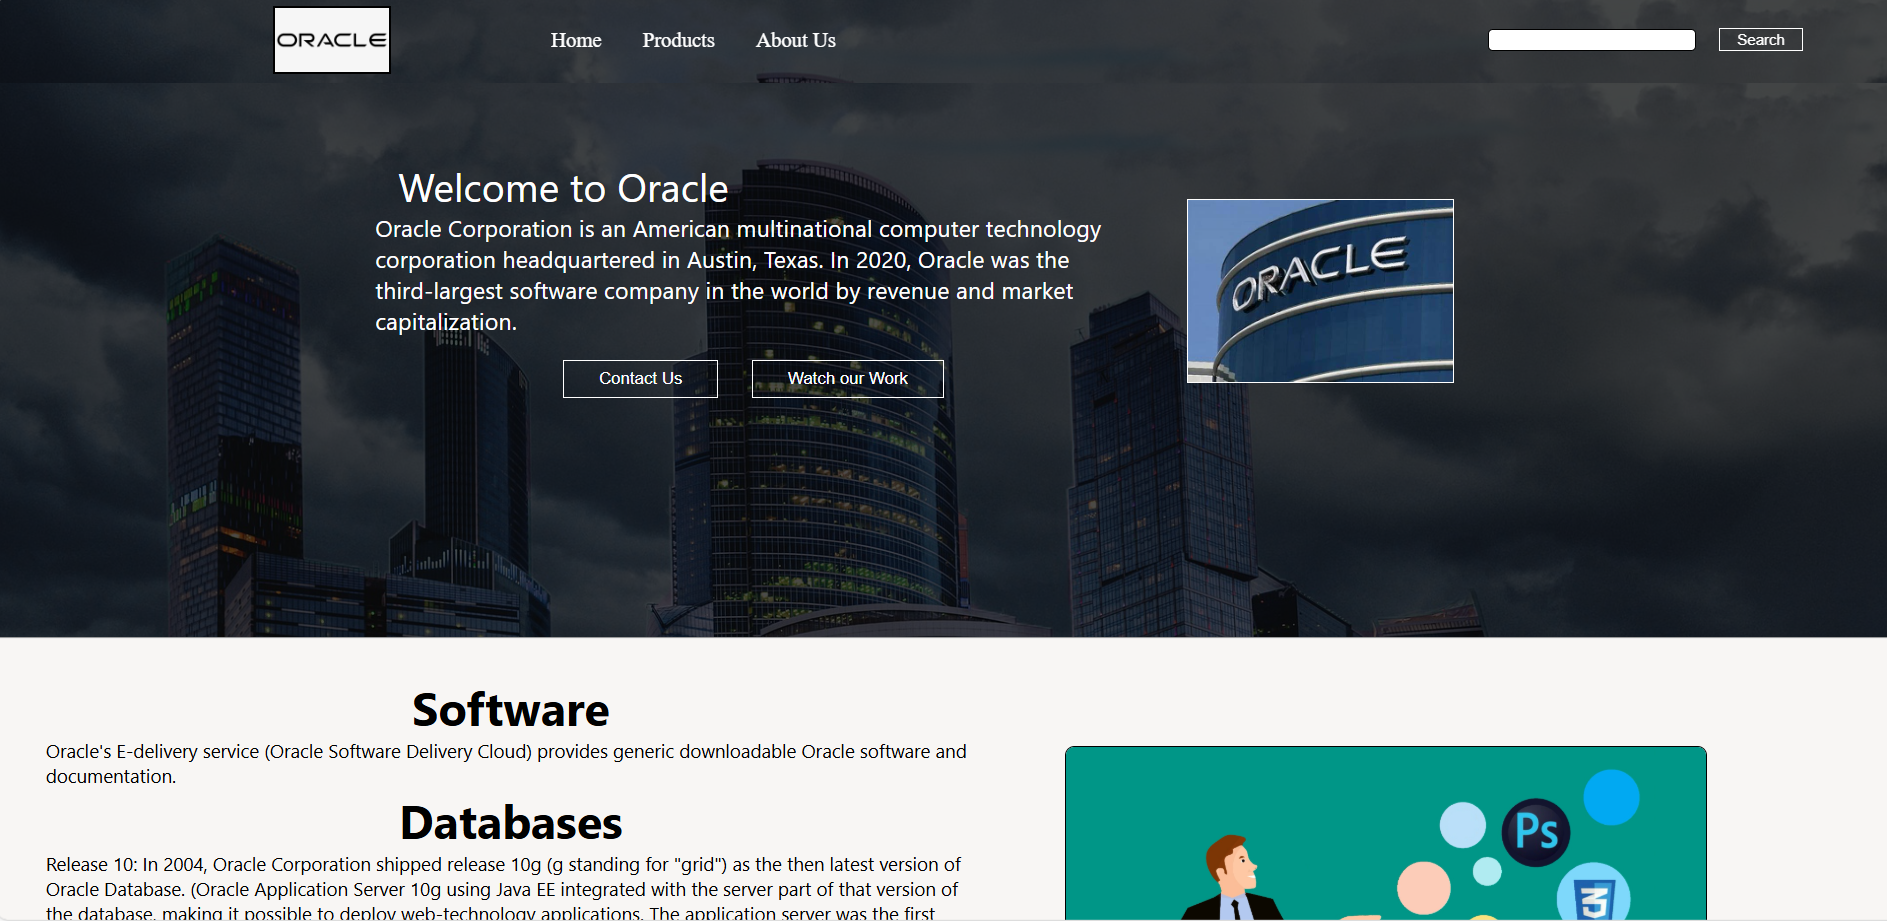 ORACLE
Home
Products
About Us
Search
Welcome to Oracle
Oracle Corporation is an American multinational computer technology
corporation headquartered in Austin, Texas. In 2020, Oracle was the
third-largest software company in the world by revenue and market
capitalization.
Contact Us
Watch our Work
ORACLE
Software
Oracle's E-delivery service (Oracle Software Delivery Cloud) provides generic downloadable Oracle software and
documentation.
Databases
Release 10: In 2004, Oracle Corporation shipped release 10g (g standing for "grid") as the then latest version of
Oracle Database. (Oracle Application Server 10g using Java EE integrated with the server part of that version of
the database, making it possible to deploy web-technology applications. The application server was the first
Ps
3